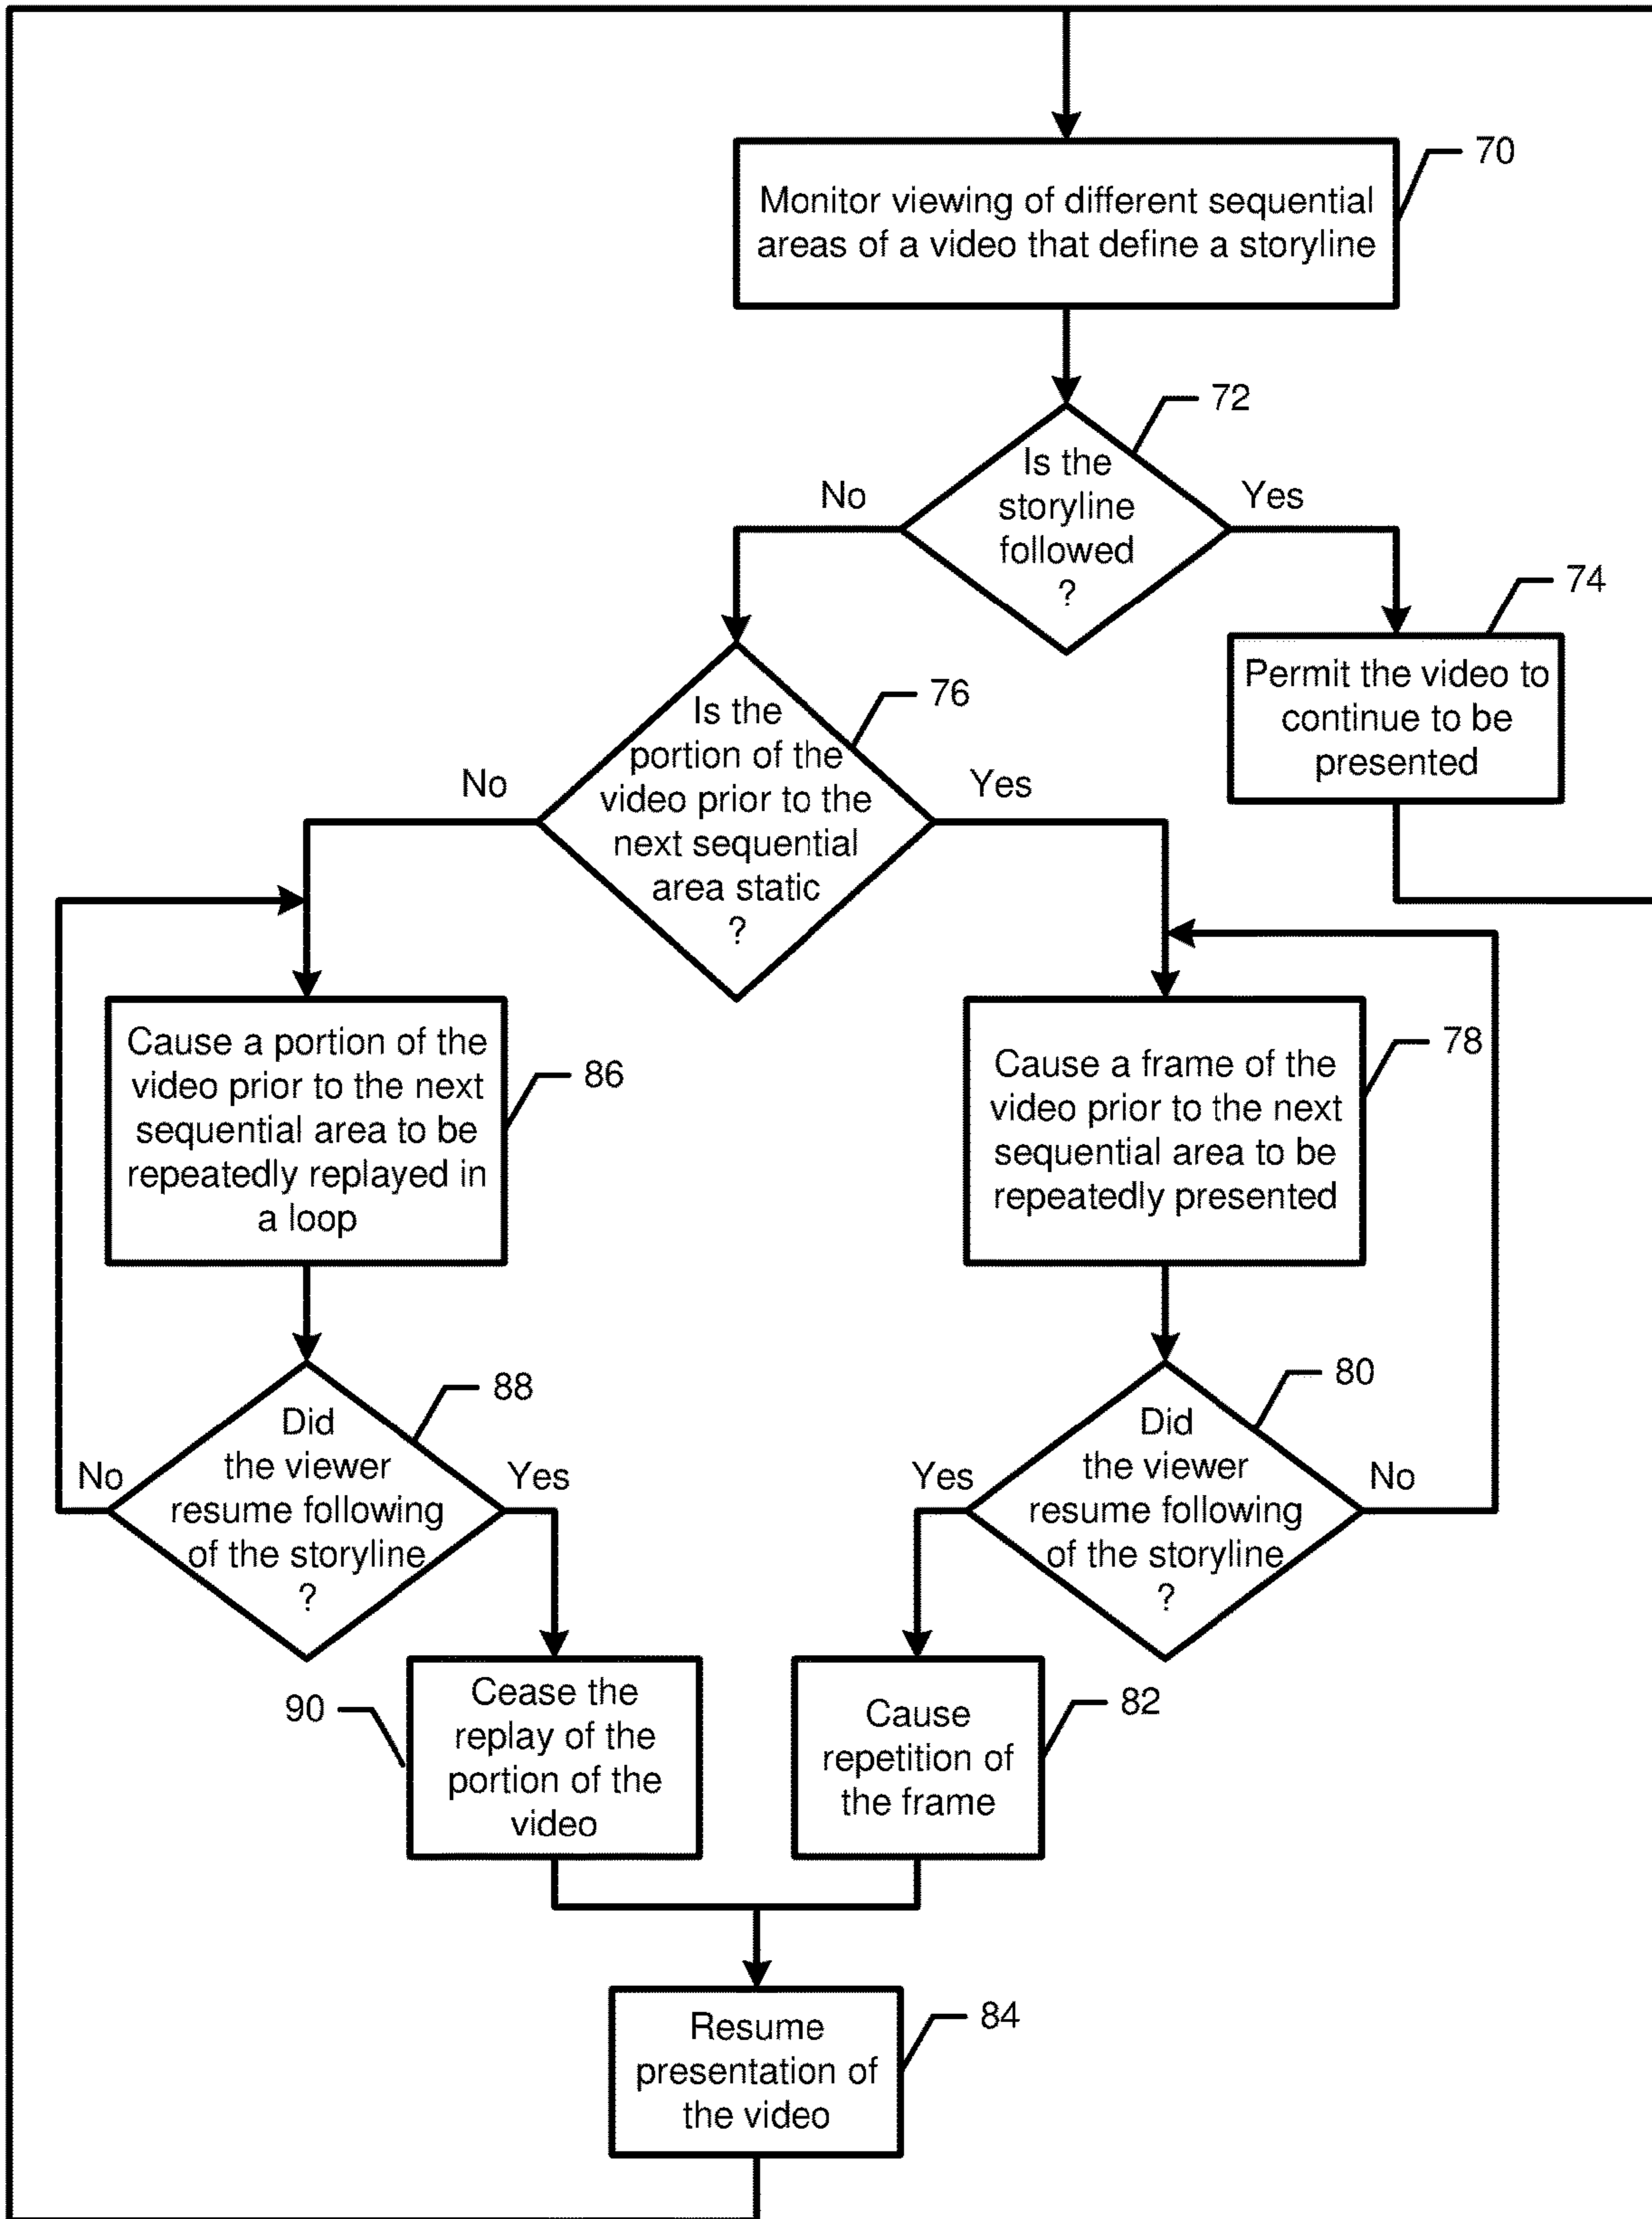 70
Monitor viewing of different sequential
areas of a video that define a storyline
72
Is the
storyline
followed
?
No
Yes
74
Permit the video to
continue to be
presented
76
Is the
portion of the
video prior to the
next sequential
area static
?
No
Yes
Cause a portion of the
video prior to the next
sequential area to be
repeatedly replayed in
a loop
86
Cause a frame of the
video prior to the next
sequential area to be
repeatedly presented
78
88
Did
the viewer
resume following
of the storyline
?
No
Yes
80
Did
the viewer
resume following
of the storyline
?
Yes
No
90
Cease the
replay of the
portion of the
video
Cause
repetition of
the frame
82
Resume
presentation of
the video
84